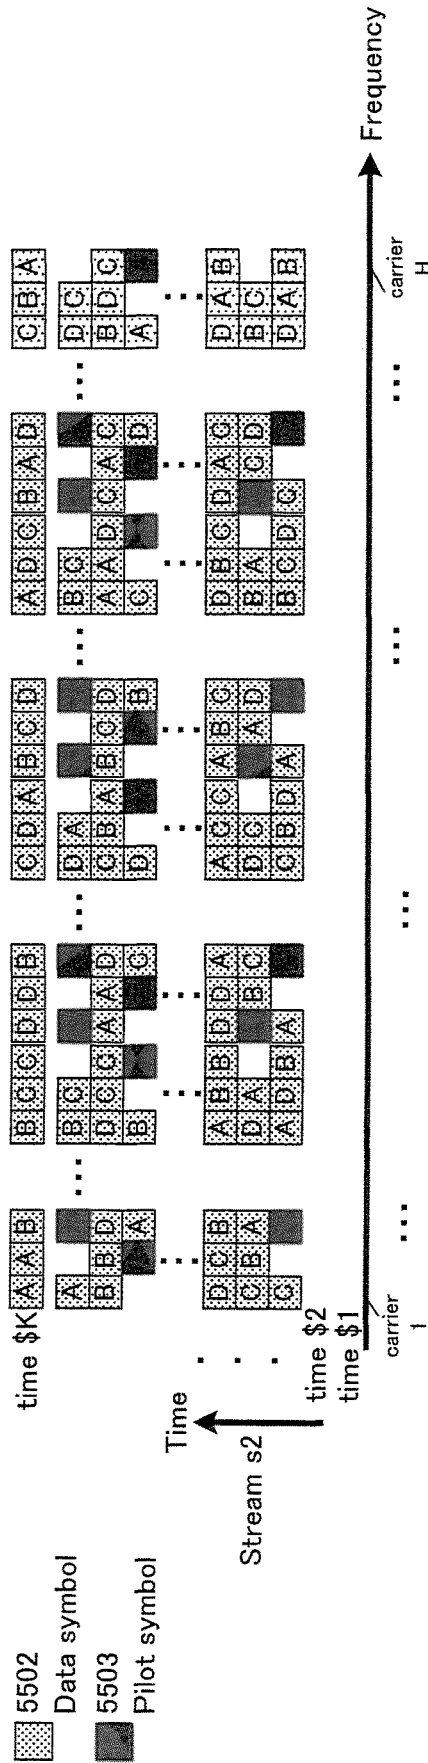 5502
Data symbol
5503
Pilot symbol
time $K
A A B ... B C C D D B ... C D A B C D ... A D C B A D ... C B A
A B C D A B C D C
B B D D C C A A D C B A B C D A A D C A C B D C
A B C D B C D A
Time
D C B A B B D D A A C C A B C D B C D A C D A B
C B A D A B C D C A D B A C D B C
C A D B A C B D A B C D C D A B
Stream s2
time $2
time $1
carrier 1
carrier H
Frequency